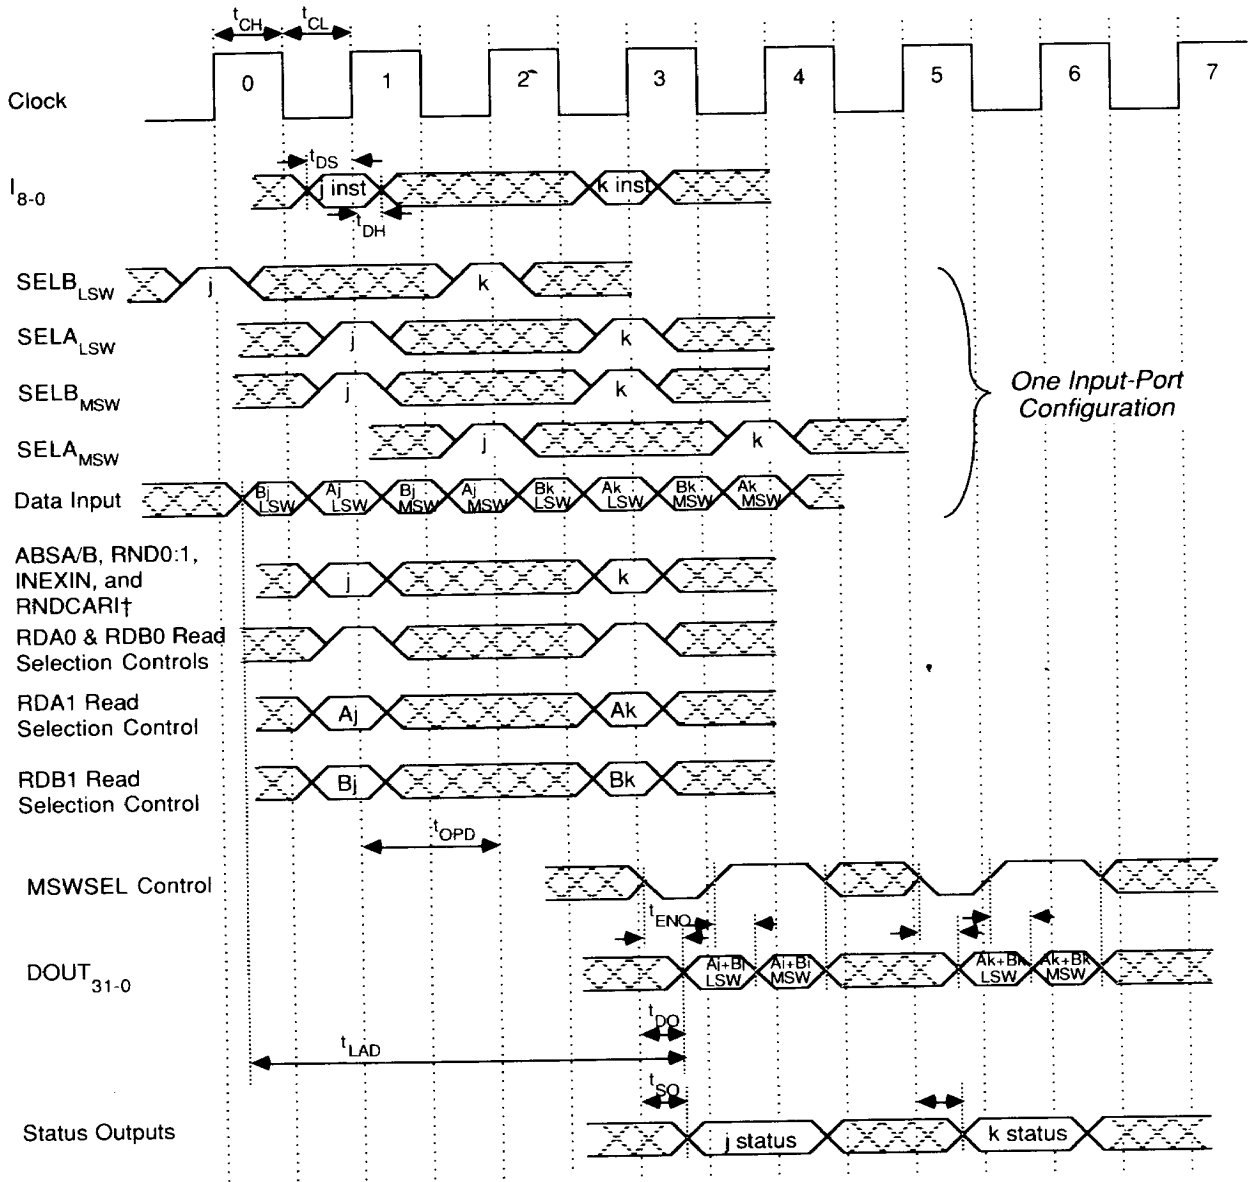 tCH tCL
Clock 0 1 2 3 4 5 6 7
I8-0 tDS j inst k inst
tDH
SELBLSW j k
SELALSW j k
SELBMSW j k
SELAMSW j k
One Input-Port
Configuration
Data Input Bj LSW Aj LSW Bj MSW Aj MSW Bk LSW Ak LSW Bk MSW Ak MSW
ABSA/B, RND0:1,
INEXIN, and
RNDCARI† j k
RDA0 & RDB0 Read
Selection Controls
RDA1 Read
Selection Control Aj Ak
RDB1 Read
Selection Control Bj Bk
tOPD
MSWSEL Control
tENO
DOUT31-0 Aj+Bj LSW Aj+Bj MSW Ak+Bk LSW Ak+Bk MSW
tDO
tLAD
tSO
Status Outputs j status k status